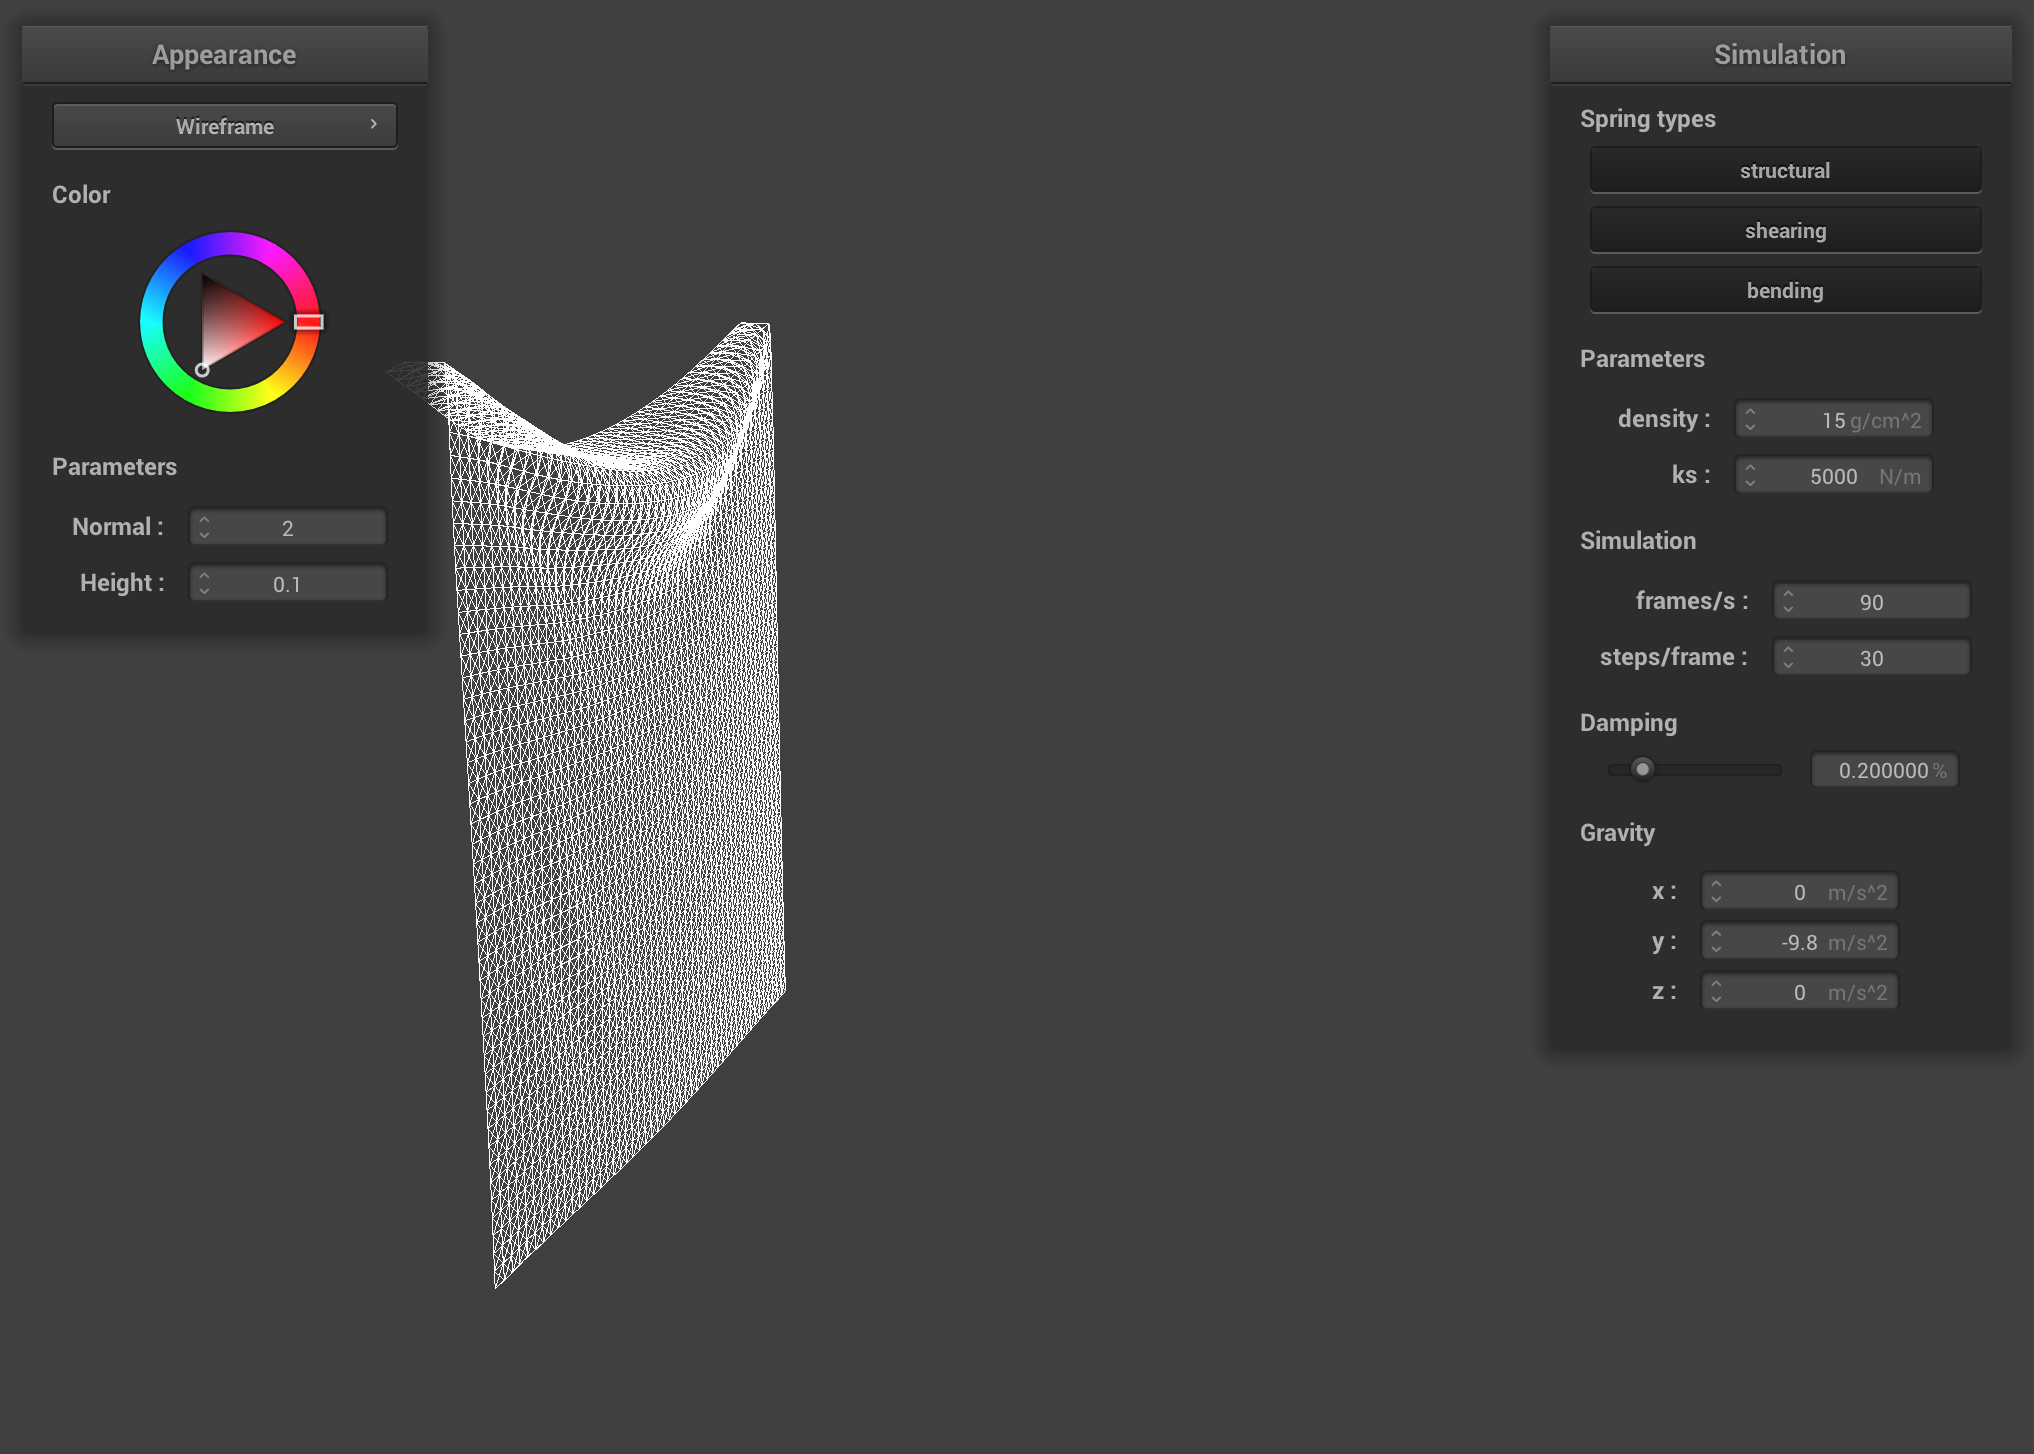 Appearance
Wireframe
Color
Parameters
Normal : 2
Height : 0.1
Simulation
Spring types
structural
shearing
bending
Parameters
density : 15 g/cm^2
ks : 5000 N/m
Simulation
frames/s : 90
steps/frame : 30
Damping
0.200000 %
Gravity
x : 0 m/s^2
y : -9.8 m/s^2
z : 0 m/s^2